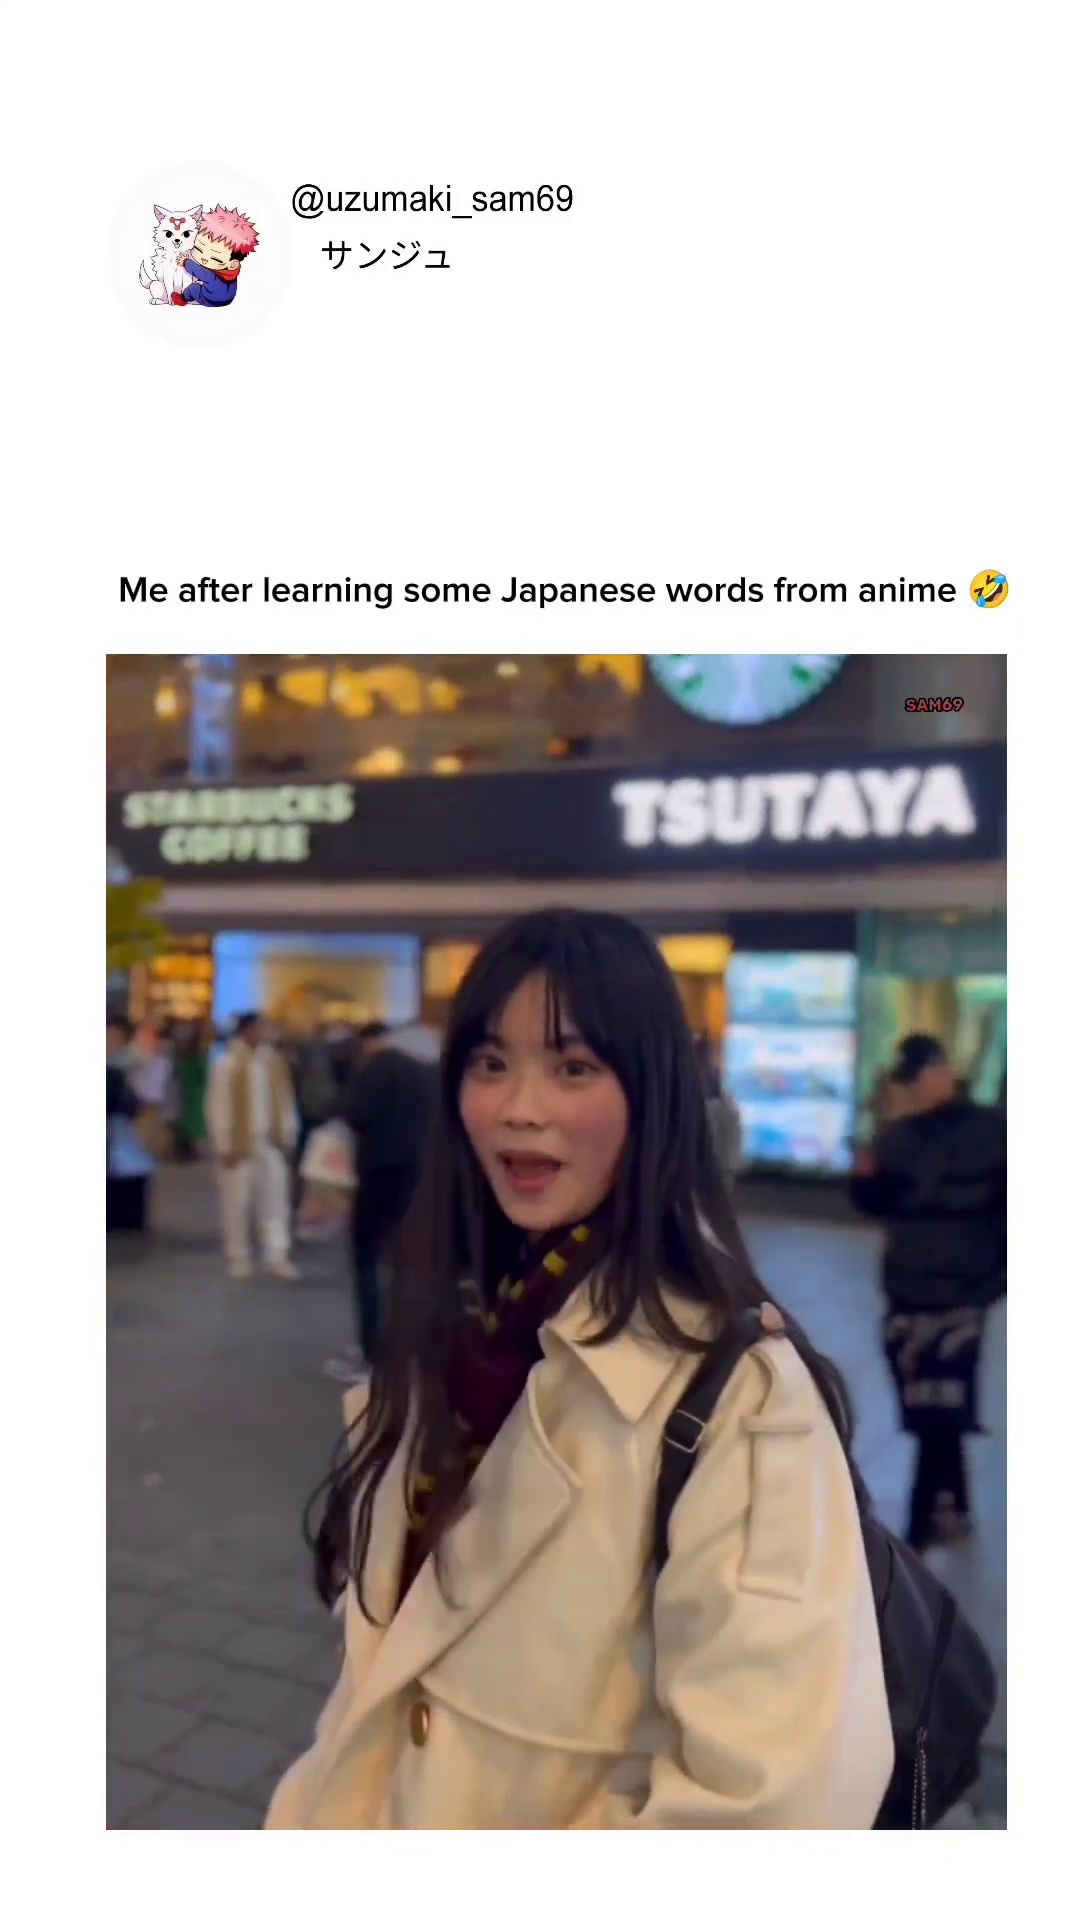 @uzumaki_sam69
サンジュ
Me after learning some Japanese words from anime 🤣
SAM69
STARBUCKS
COFFEE
TSUTAYA